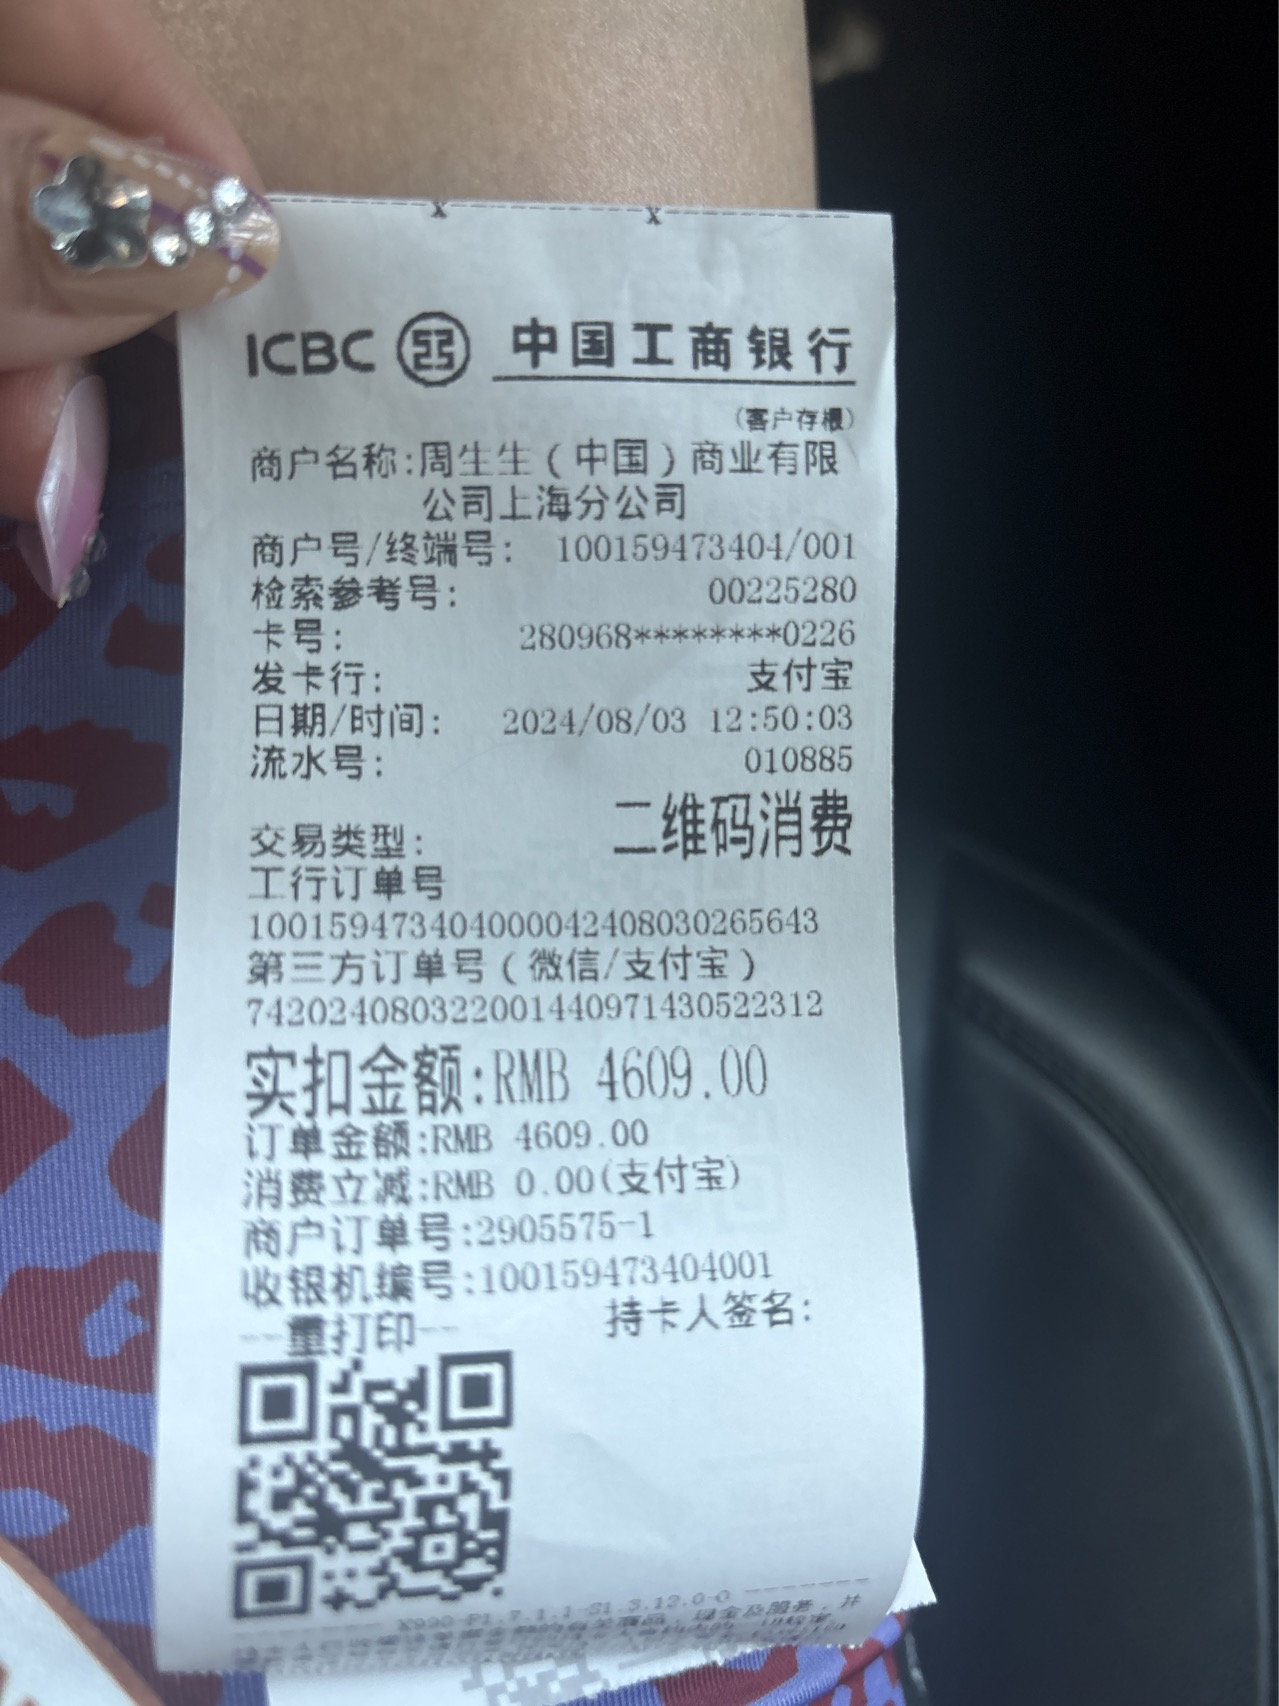 ICBC 中国工商银行
(客户存根)
商户名称:周生生(中国)商业有限
公司上海分公司
商户号/终端号: 100159473404/001
检索参考号: 00225280
卡号: 280968********0226
发卡行: 支付宝
日期/时间: 2024/08/03 12:50:03
流水号: 010885
交易类型: 二维码消费
工行订单号
100159473404000042408030265643
第三方订单号(微信/支付宝)
74202408032200144097143052​2312
实扣金额:RMB 4609.00
订单金额:RMB 4609.00
消费立减:RMB 0.00(支付宝)
商户订单号:2905575-1
收银机编号:100159473404001
持卡人签名:
--重打印--